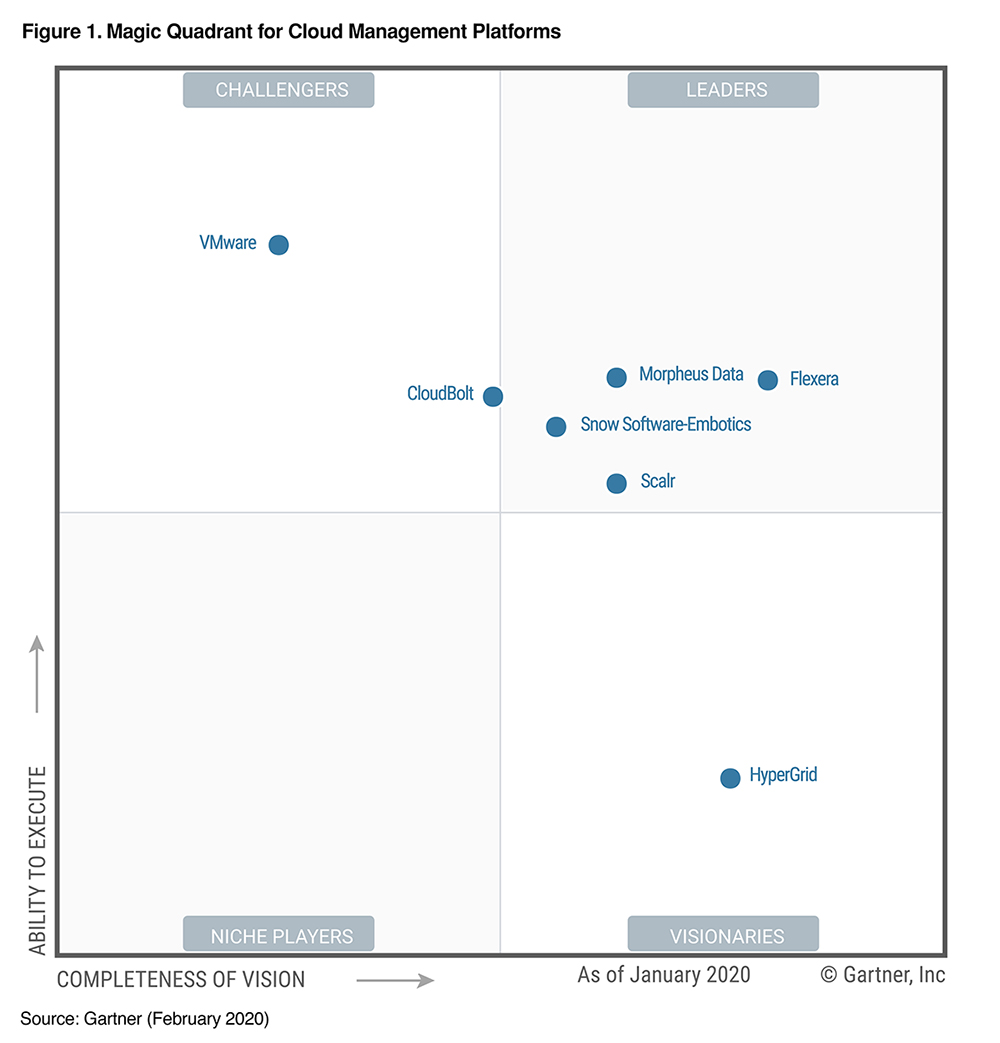 Figure 1. Magic Quadrant for Cloud Management Platforms
CHALLENGERS
LEADERS
VMware
Morpheus Data
Flexera
CloudBolt
Snow Software-Embotics
Scalr
HyperGrid
NICHE PLAYERS
VISIONARIES
ABILITY TO EXECUTE
COMPLETENESS OF VISION
As of January 2020
© Gartner, Inc
Source: Gartner (February 2020)